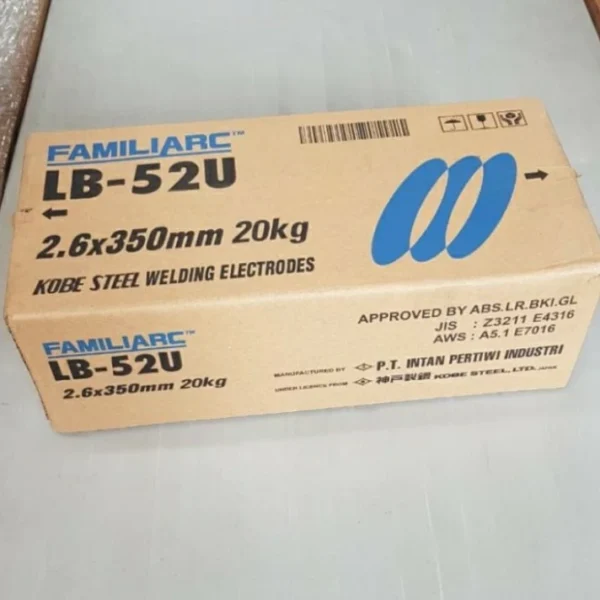 FAMILIARC™
LB-52U
2.6x350mm 20kg
KOBE STEEL WELDING ELECTRODES
APPROVED BY ABS.LR.BKI.GL
JIS : Z3211 E4316
AWS : A5.1 E7016
FAMILIARC™
LB-52U
2.6x350mm 20kg
MANUFACTURED BY P.T. INTAN PERTIWI INDUSTRI
UNDER LICENCE FROM 神戸製鋼 KOBE STEEL, LTD. JAPAN